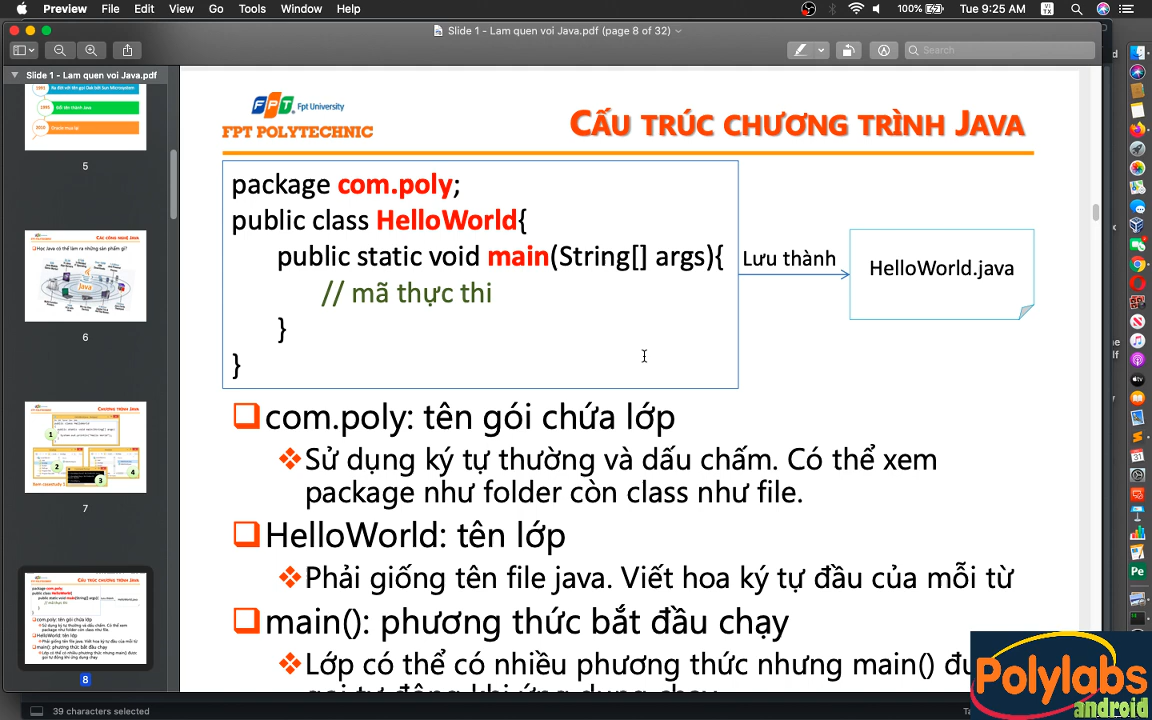 Preview File Edit View Go Tools Window Help
100% Tue 9:25 AM VI TX
Slide 1 - Lam quen voi Java.pdf (page 8 of 32)
Search
Slide 1 - Lam quen voi Java.pdf
5
6
7
8
FPT Fpt University
FPT POLYTECHNIC
CẤU TRÚC CHƯƠNG TRÌNH JAVA
package com.poly;
public class HelloWorld{
public static void main(String[] args){
// mã thực thi
}
}
Lưu thành
HelloWorld.java
com.poly: tên gói chứa lớp
Sử dụng ký tự thường và dấu chấm. Có thể xem
package như folder còn class như file.
HelloWorld: tên lớp
Phải giống tên file java. Viết hoa ký tự đầu của mỗi từ
main(): phương thức bắt đầu chạy
Lớp có thể có nhiều phương thức nhưng main()
39 characters selected
Polylabs
android